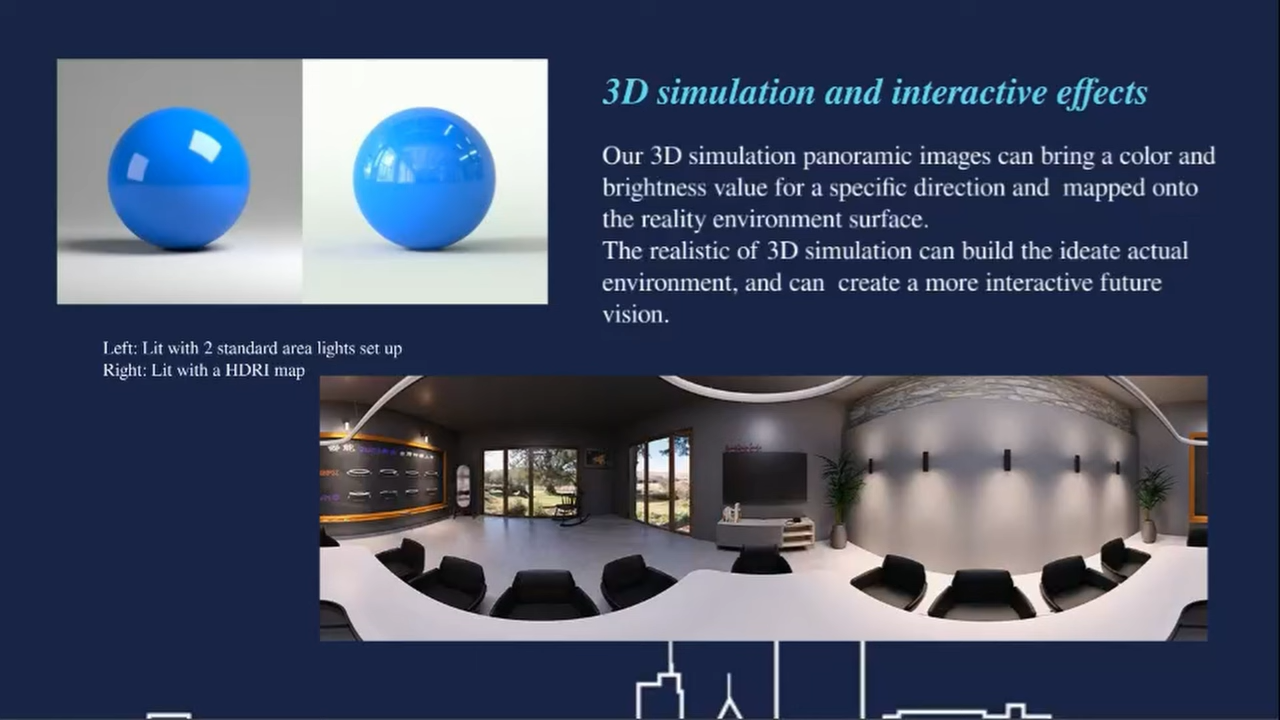 3D simulation and interactive effects
Our 3D simulation panoramic images can bring a color and
brightness value for a specific direction and  mapped onto
the reality environment surface.
The realistic of 3D simulation can build the ideate actual
environment, and can  create a more interactive future
vision.
Left: Lit with 2 standard area lights set up
Right: Lit with a HDRI map